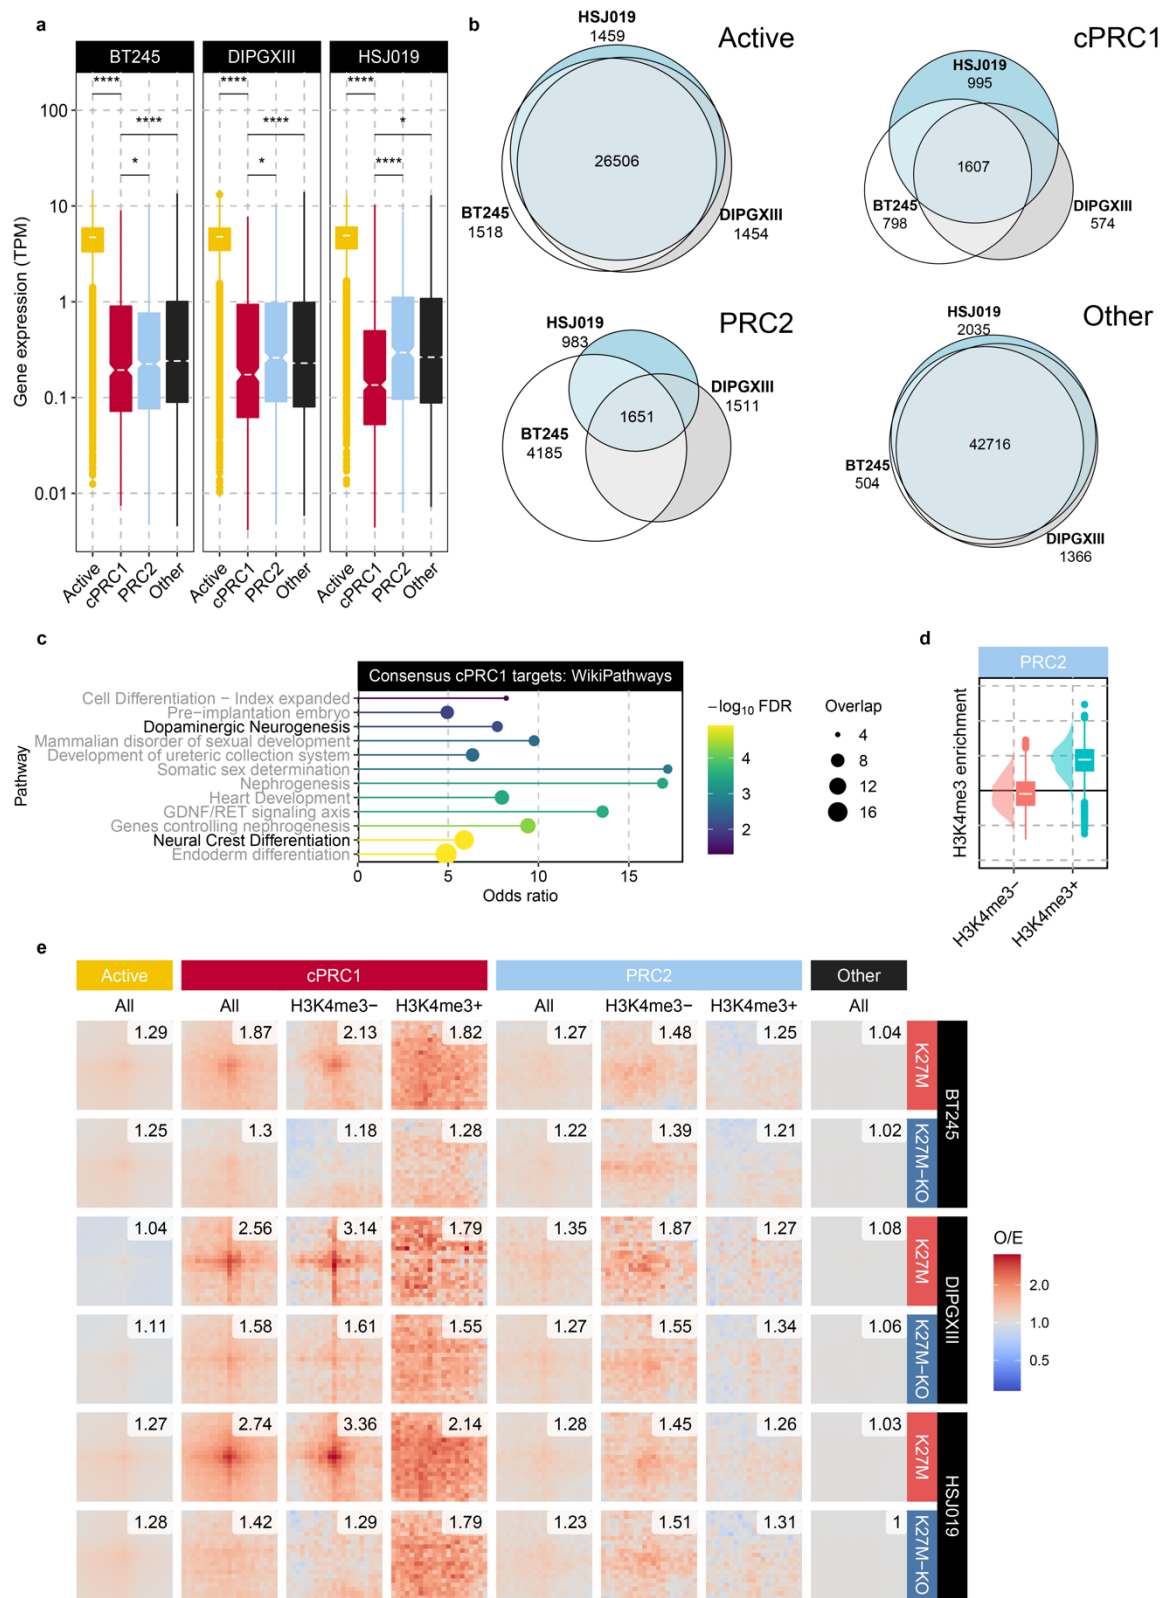 a
BT245 DIPGXIII HSJ019
**** **** ****
**** **** *
* * ****
Gene expression (TPM)
100
10
1
0.1
0.01
Active cPRC1 PRC2 Other Active cPRC1 PRC2 Other Active cPRC1 PRC2 Other
b
Active
HSJ019
1459
26506
BT245
1518
DIPGXIII
1454
cPRC1
HSJ019
995
1607
BT245
798
DIPGXIII
574
PRC2
HSJ019
983
DIPGXIII
1511
1651
BT245
4185
Other
HSJ019
2035
42716
BT245
504
DIPGXIII
1366
c
Consensus cPRC1 targets: WikiPathways
Pathway
Cell Differentiation − Index expanded
Pre−implantation embryo
Dopaminergic Neurogenesis
Mammalian disorder of sexual development
Development of ureteric collection system
Somatic sex determination
Nephrogenesis
Heart Development
GDNF/RET signaling axis
Genes controlling nephrogenesis
Neural Crest Differentiation
Endoderm differentiation
0 5 10 15
Odds ratio
−log10 FDR
4
3
2
Overlap
4
8
12
16
d
PRC2
H3K4me3 enrichment
H3K4me3− H3K4me3+
e
Active cPRC1 PRC2 Other
All All H3K4me3− H3K4me3+ All H3K4me3− H3K4me3+ All
1.29 1.87 2.13 1.82 1.27 1.48 1.25 1.04 K27M
1.25 1.3 1.18 1.28 1.22 1.39 1.21 1.02 K27M−KO
BT245
1.04 2.56 3.14 1.79 1.35 1.87 1.27 1.08 K27M
1.11 1.58 1.61 1.55 1.27 1.55 1.34 1.06 K27M−KO
DIPGXIII
1.27 2.74 3.36 2.14 1.28 1.45 1.26 1.03 K27M
1.28 1.42 1.29 1.79 1.23 1.51 1.31 1 K27M−KO
HSJ019
O/E
2.0
1.0
0.5